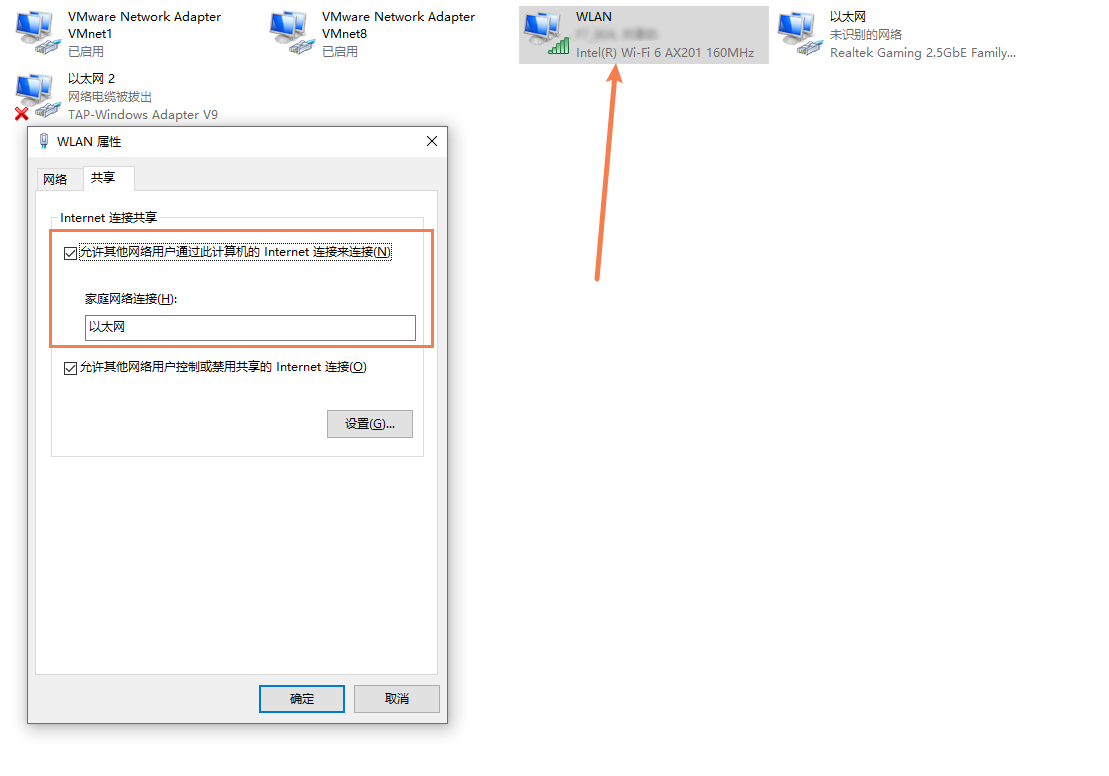 VMware Network Adapter
VMnet1
已启用
VMware Network Adapter
VMnet8
已启用
WLAN
Intel(R) Wi-Fi 6 AX201 160MHz
以太网
未识别的网络
Realtek Gaming 2.5GbE Family...
以太网 2
网络电缆被拔出
TAP-Windows Adapter V9
WLAN 属性
网络
共享
Internet 连接共享
允许其他网络用户通过此计算机的 Internet 连接来连接(N)
家庭网络连接(H):
以太网
允许其他网络用户控制或禁用共享的 Internet 连接(O)
设置(G)...
确定
取消